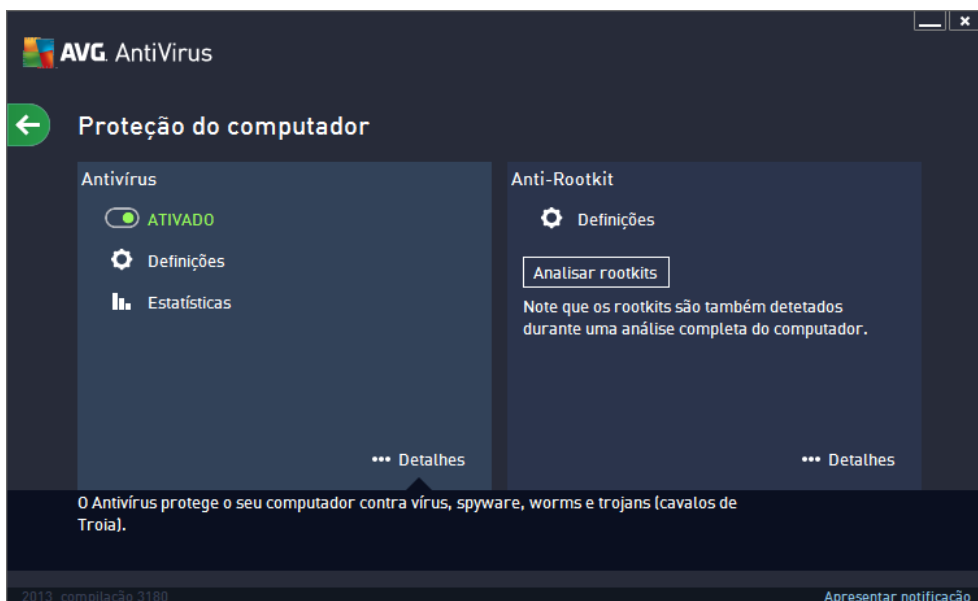 AVG. AntiVirus
Proteção do computador
Antivírus
ATIVADO
Definições
Estatísticas
••• Detalhes
Anti-Rootkit
Definições
Analisar rootkits
Note que os rootkits são também detetados
durante uma análise completa do computador.
••• Detalhes
O Antivírus protege o seu computador contra vírus, spyware, worms e trojans (cavalos de
Troia).
2013 compilação 3180
Apresentar notificação